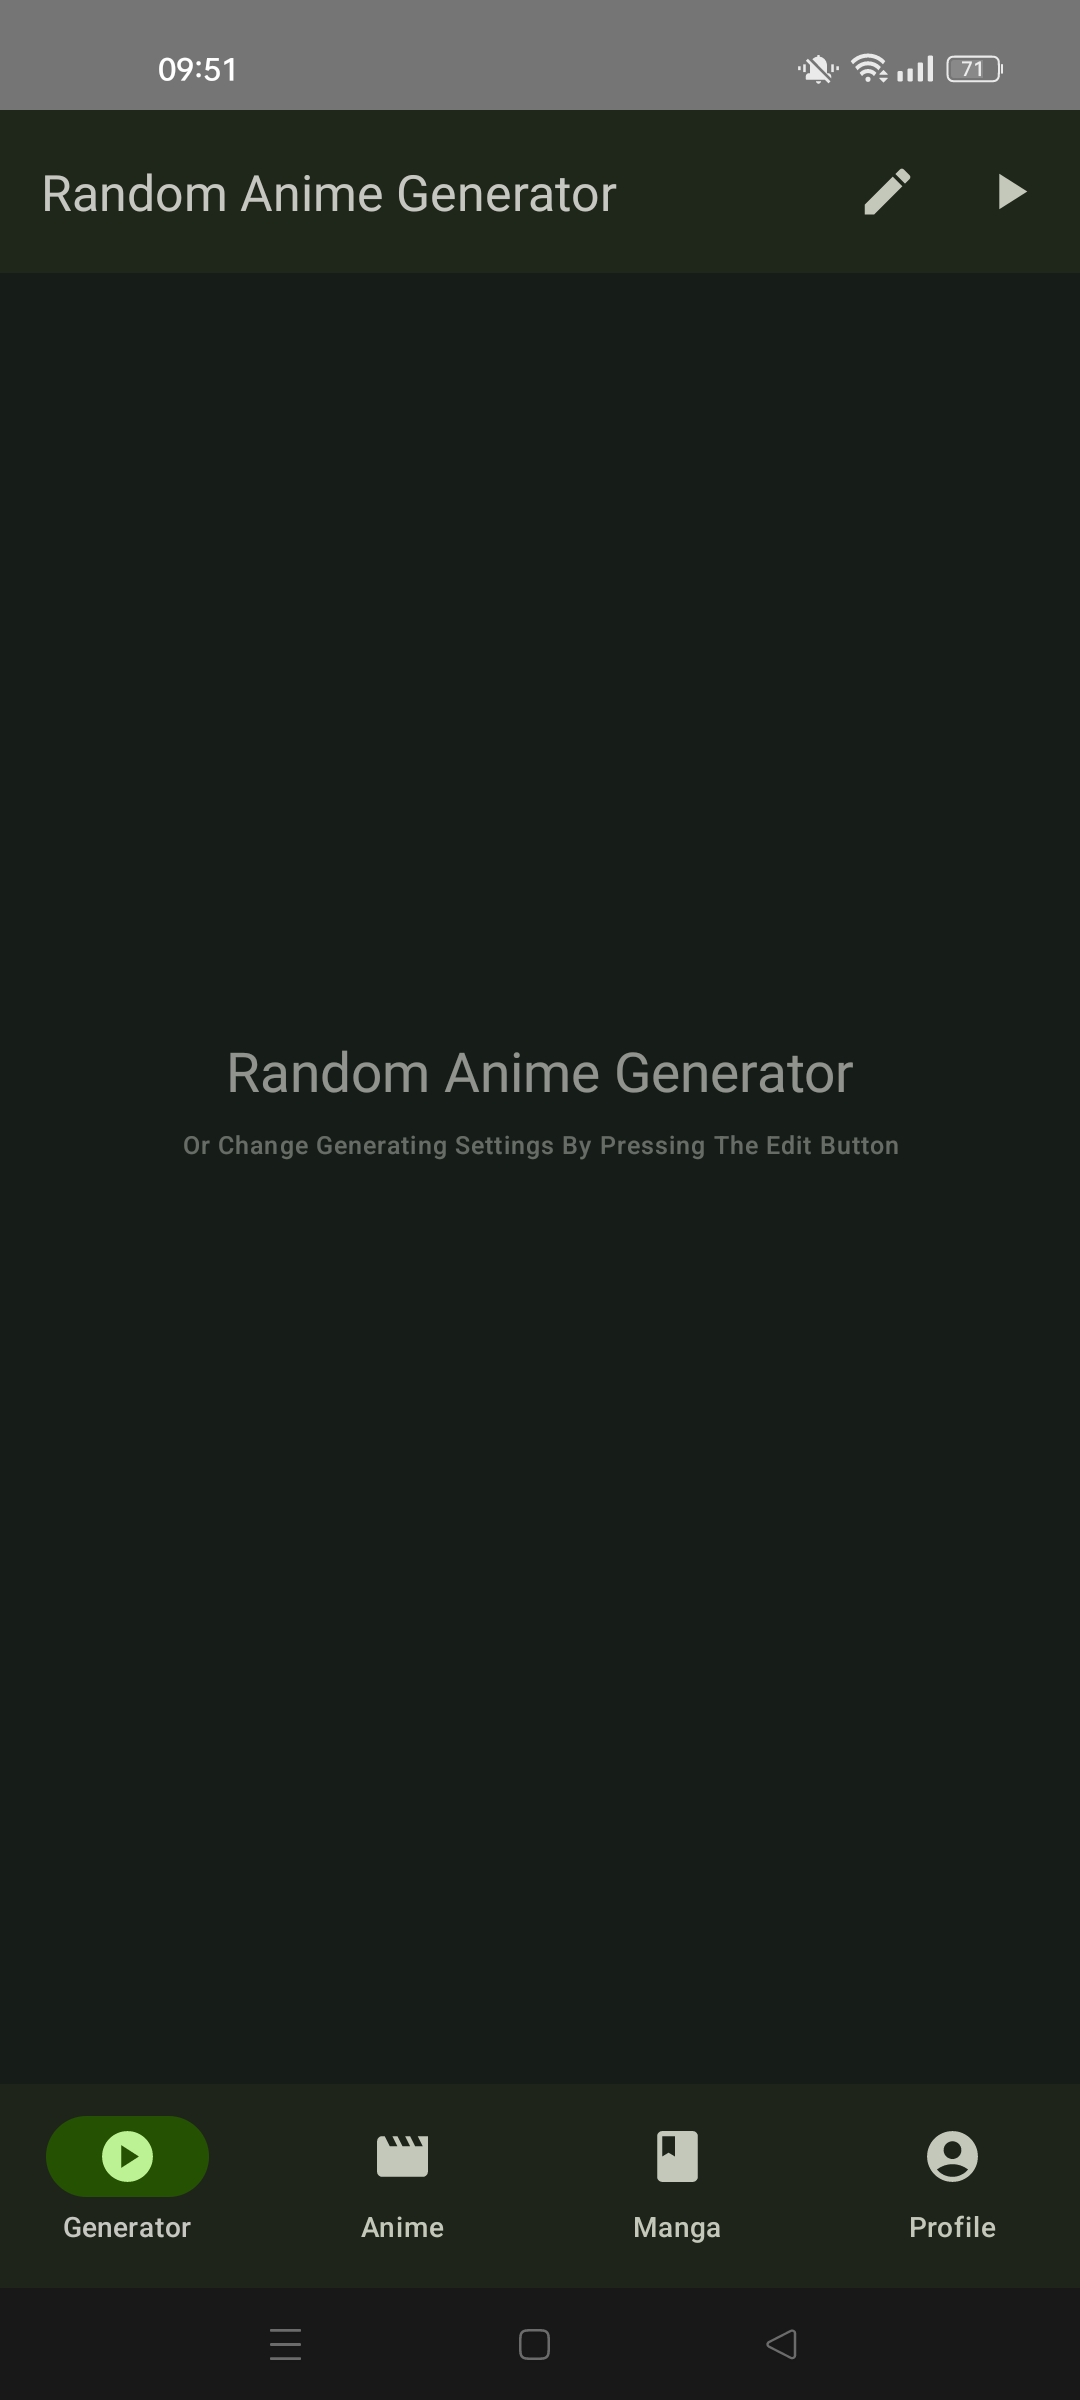 09:51
71
Random Anime Generator
Random Anime Generator
Or Change Generating Settings By Pressing The Edit Button
Generator
Anime
Manga
Profile